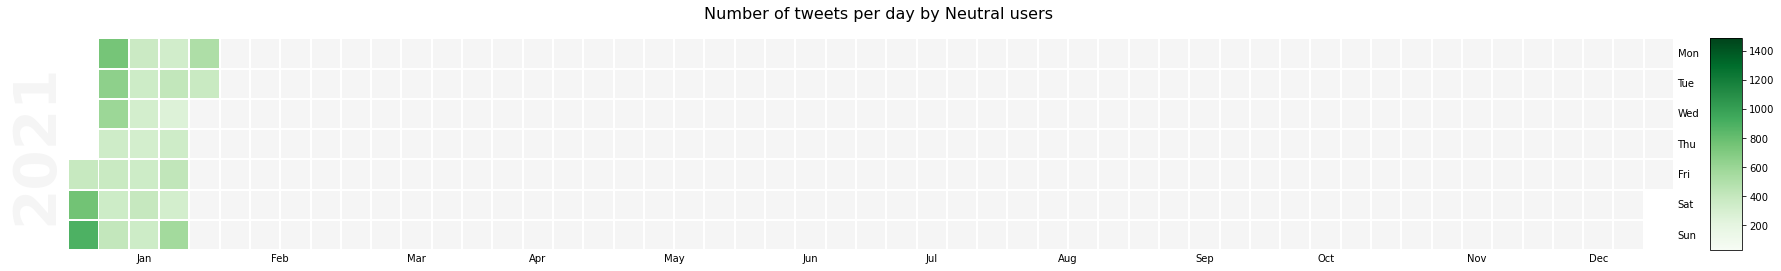 Number of tweets per day by Neutral users
2021
Mon
Tue
Wed
Thu
Fri
Sat
Sun
Jan Feb Mar Apr May Jun Jul Aug Sep Oct Nov Dec
1400
1200
1000
800
600
400
200